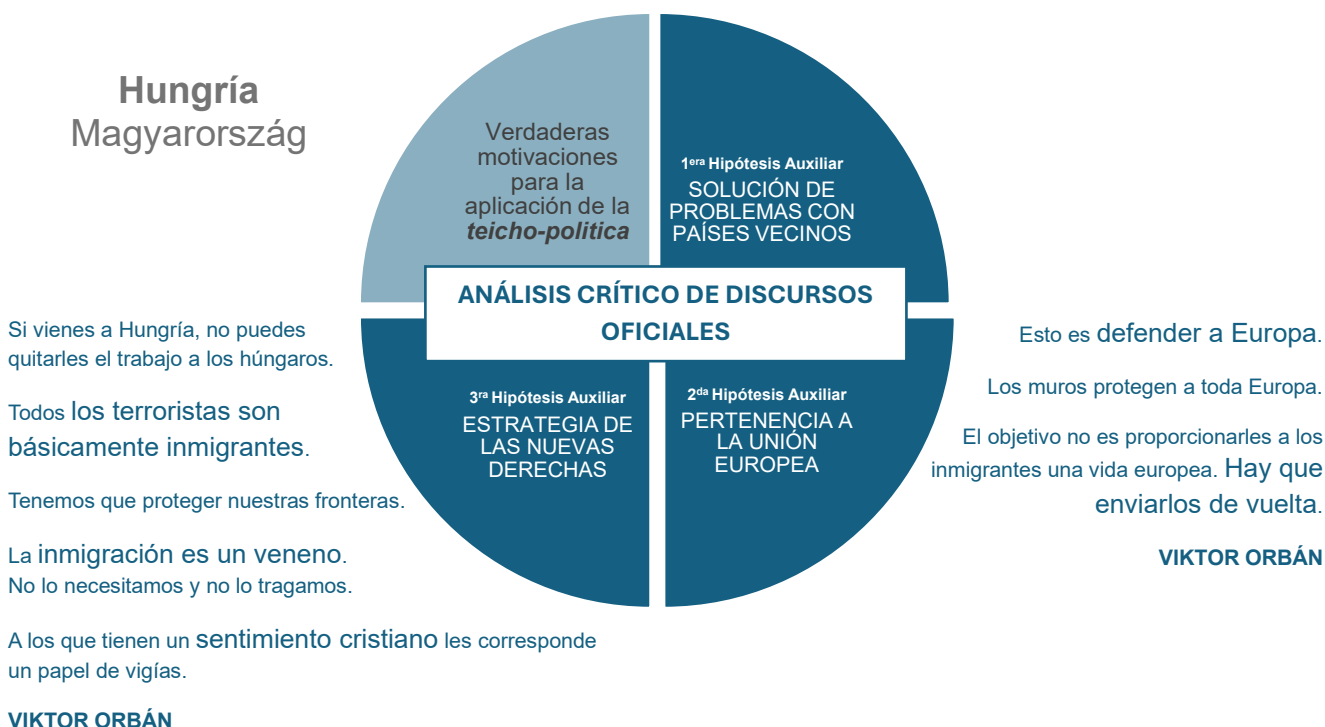 Hungría
Magyarország
Verdaderas
motivaciones
para la
aplicación de la
teicho-politica
1era Hipótesis Auxiliar
SOLUCIÓN DE
PROBLEMAS CON
PAÍSES VECINOS
ANÁLISIS CRÍTICO DE DISCURSOS
OFICIALES
3ra Hipótesis Auxiliar
ESTRATEGIA DE
LAS NUEVAS
DERECHAS
2da Hipótesis Auxiliar
PERTENENCIA A
LA UNIÓN
EUROPEA
Si vienes a Hungría, no puedes
quitarles el trabajo a los húngaros.
Todos los terroristas son
básicamente inmigrantes.
Tenemos que proteger nuestras fronteras.
La inmigración es un veneno.
No lo necesitamos y no lo tragamos.
A los que tienen un sentimiento cristiano les corresponde
un papel de vigías.
VIKTOR ORBÁN
Esto es defender a Europa.
Los muros protegen a toda Europa.
El objetivo no es proporcionarles a los
inmigrantes una vida europea. Hay que
enviarlos de vuelta.
VIKTOR ORBÁN